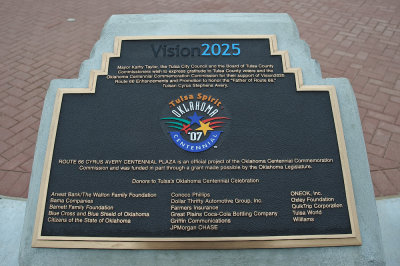 Vision2025
Major Kathy Taylor, the Tulsa City Council and the Board of Tulsa County
Commissioners wish to express gratitude to Tulsa County voters and the
Oklahoma Centennial Commemoration Commission for their support of Vision2025
Route 66 Enhancements and Promotion to honor the "Father of Route 66,"
Tulsan Cyrus Stephens Avery.
Tulsa Spirit
OKLAHOMA
'07
CENTENNIAL
ROUTE 66 CYRUS AVERY CENTENNIAL PLAZA is an official project of the Oklahoma Centennial Commemoration
Commission and was funded in part through a grant made possible by the Oklahoma Legislature.
Donors to Tulsa's Oklahoma Centennial Celebration
Arvest Bank/The Walton Family Foundation
Bama Companies
Barnett Family Foundation
Blue Cross and Blue Shield of Oklahoma
Citizens of the State of Oklahoma
Conoco Phillips
Dollar Thrifty Automotive Group, Inc.
Farmers Insurance
Great Plains Coca-Cola Bottling Company
Griffin Communications
JPMorgan CHASE
ONEOK, Inc.
Oxley Foundation
QuikTrip Corporation
Tulsa World
Williams